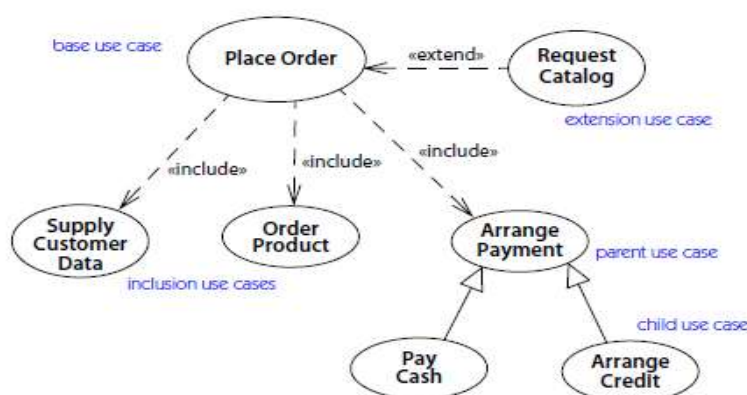 base use case
Place Order
«extend»
Request
Catalog
extension use case
«include»
«include»
«include»
Supply
Customer
Data
Order
Product
Arrange
Payment
parent use case
inclusion use cases
child use case
Pay
Cash
Arrange
Credit